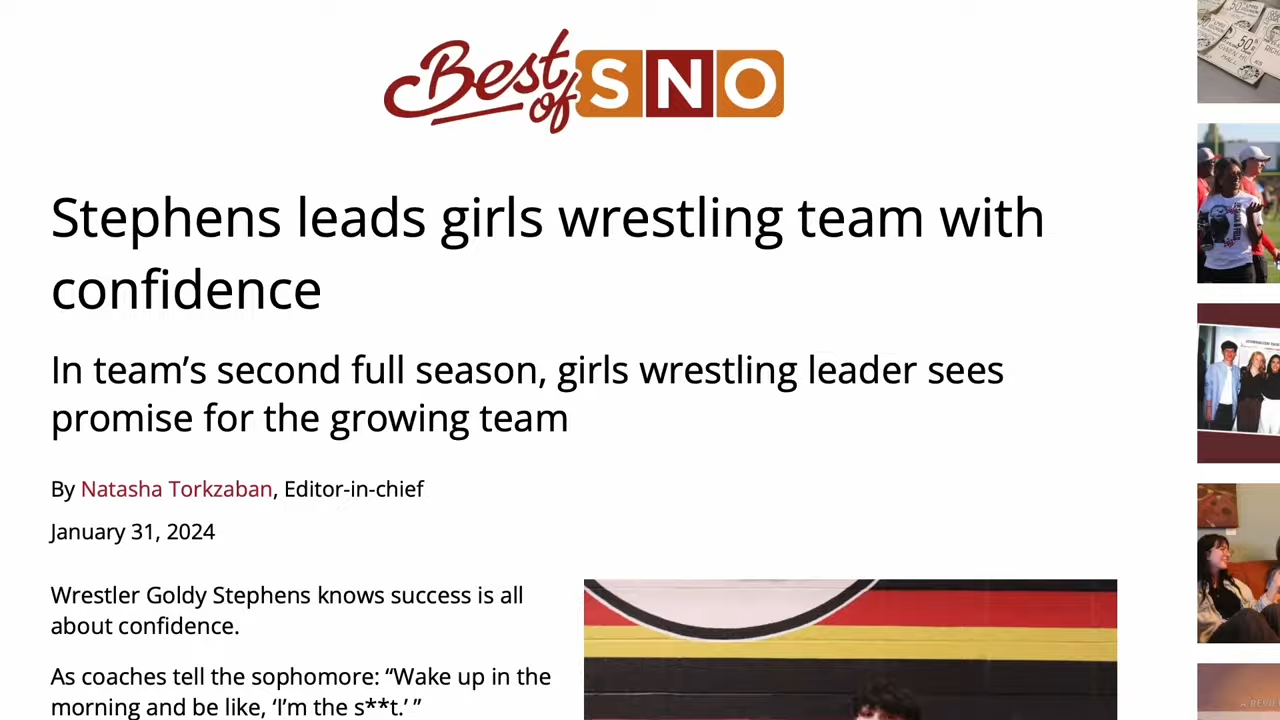 Best of SNO
Stephens leads girls wrestling team with
confidence
In team’s second full season, girls wrestling leader sees
promise for the growing team
By Natasha Torkzaban, Editor-in-chief
January 31, 2024
Wrestler Goldy Stephens knows success is all
about confidence.
As coaches tell the sophomore: “Wake up in the
morning and be like, ‘I’m the s**t.’ ”